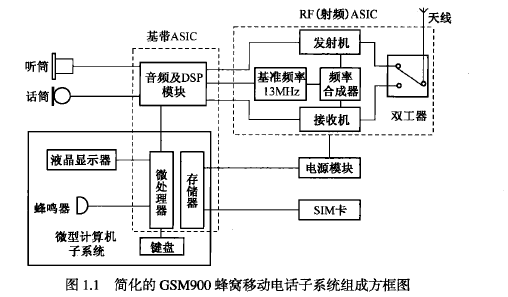 RF(射频)ASIC
天线
基带ASIC
发射机
听筒
音频及DSP
模块
基准频率
13MHz
频率
合成器
话筒
接收机
双工器
液晶显示器
微处理器
存储器
电源模块
蜂鸣器
SIM卡
微型计算机
子系统
键盘
图 1.1 简化的 GSM900 蜂窝移动电话子系统组成方框图